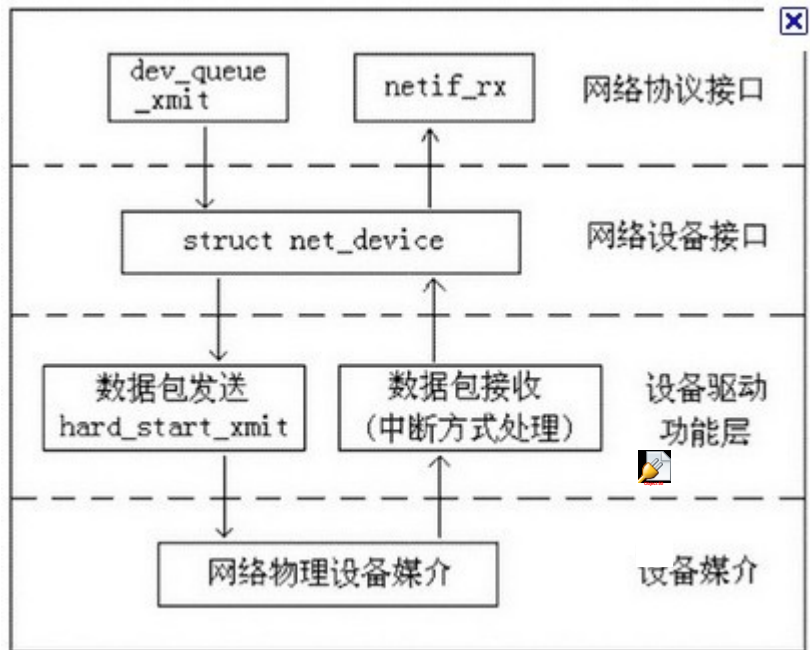 dev_queue
_xmit
netif_rx
网络协议接口
struct net_device
网络设备接口
数据包发送
hard_start_xmit
数据包接收
(中断方式处理)
设备驱动
功能层
网络物理设备媒介
设备媒介